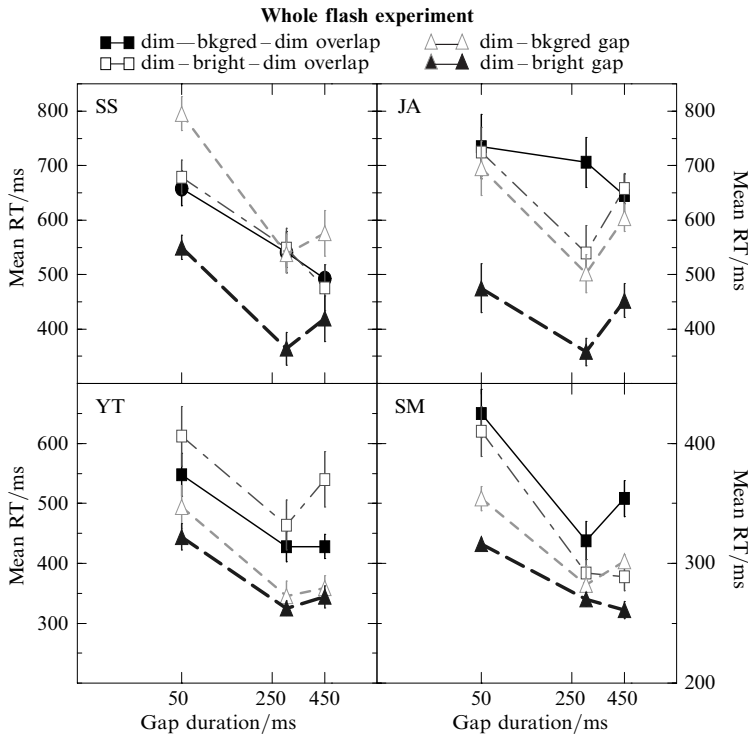 Whole flash experiment
dim—bkgred–dim overlap
dim–bkgred gap
dim–bright–dim overlap
dim–bright gap
SS
JA
800
700
600
500
400
Mean RT/ms
800
700
600
500
400
Mean RT/ms
YT
SM
600
500
400
300
Mean RT/ms
400
300
200
Mean RT/ms
50
250
450
50
250
450
Gap duration/ms
Gap duration/ms